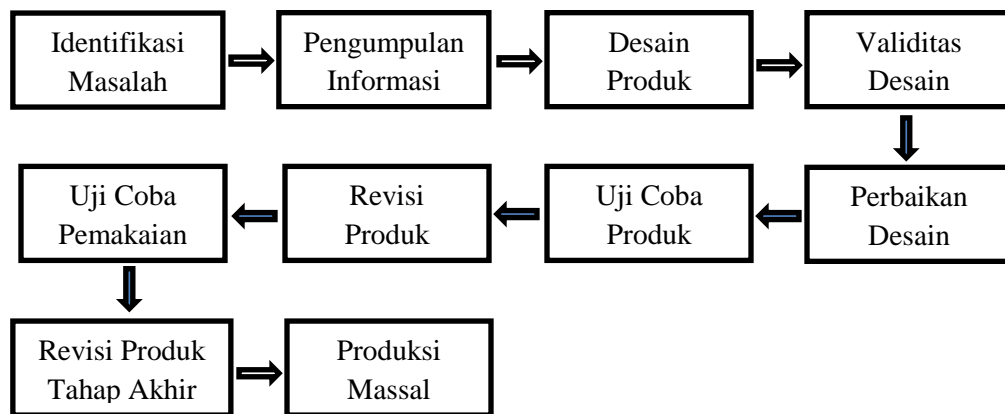 Identifikasi
Masalah
Pengumpulan
Informasi
Desain
Produk
Validitas
Desain
Perbaikan
Desain
Uji Coba
Produk
Revisi
Produk
Uji Coba
Pemakaian
Revisi Produk
Tahap Akhir
Produksi
Massal